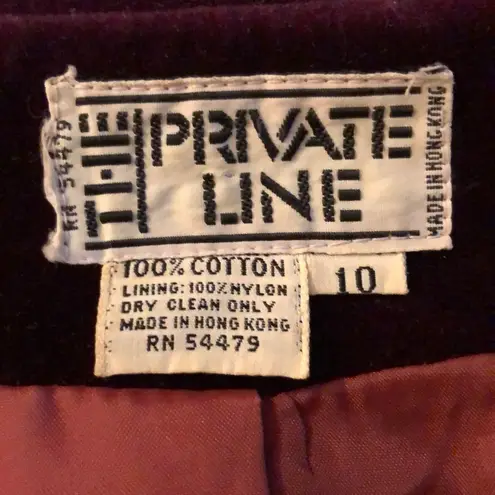 RN 54479
THE
PRIVATE
LINE
MADE IN HONG KONG
100% COTTON
LINING: 100% NYLON
DRY CLEAN ONLY
MADE IN HONG KONG
RN 54479
10